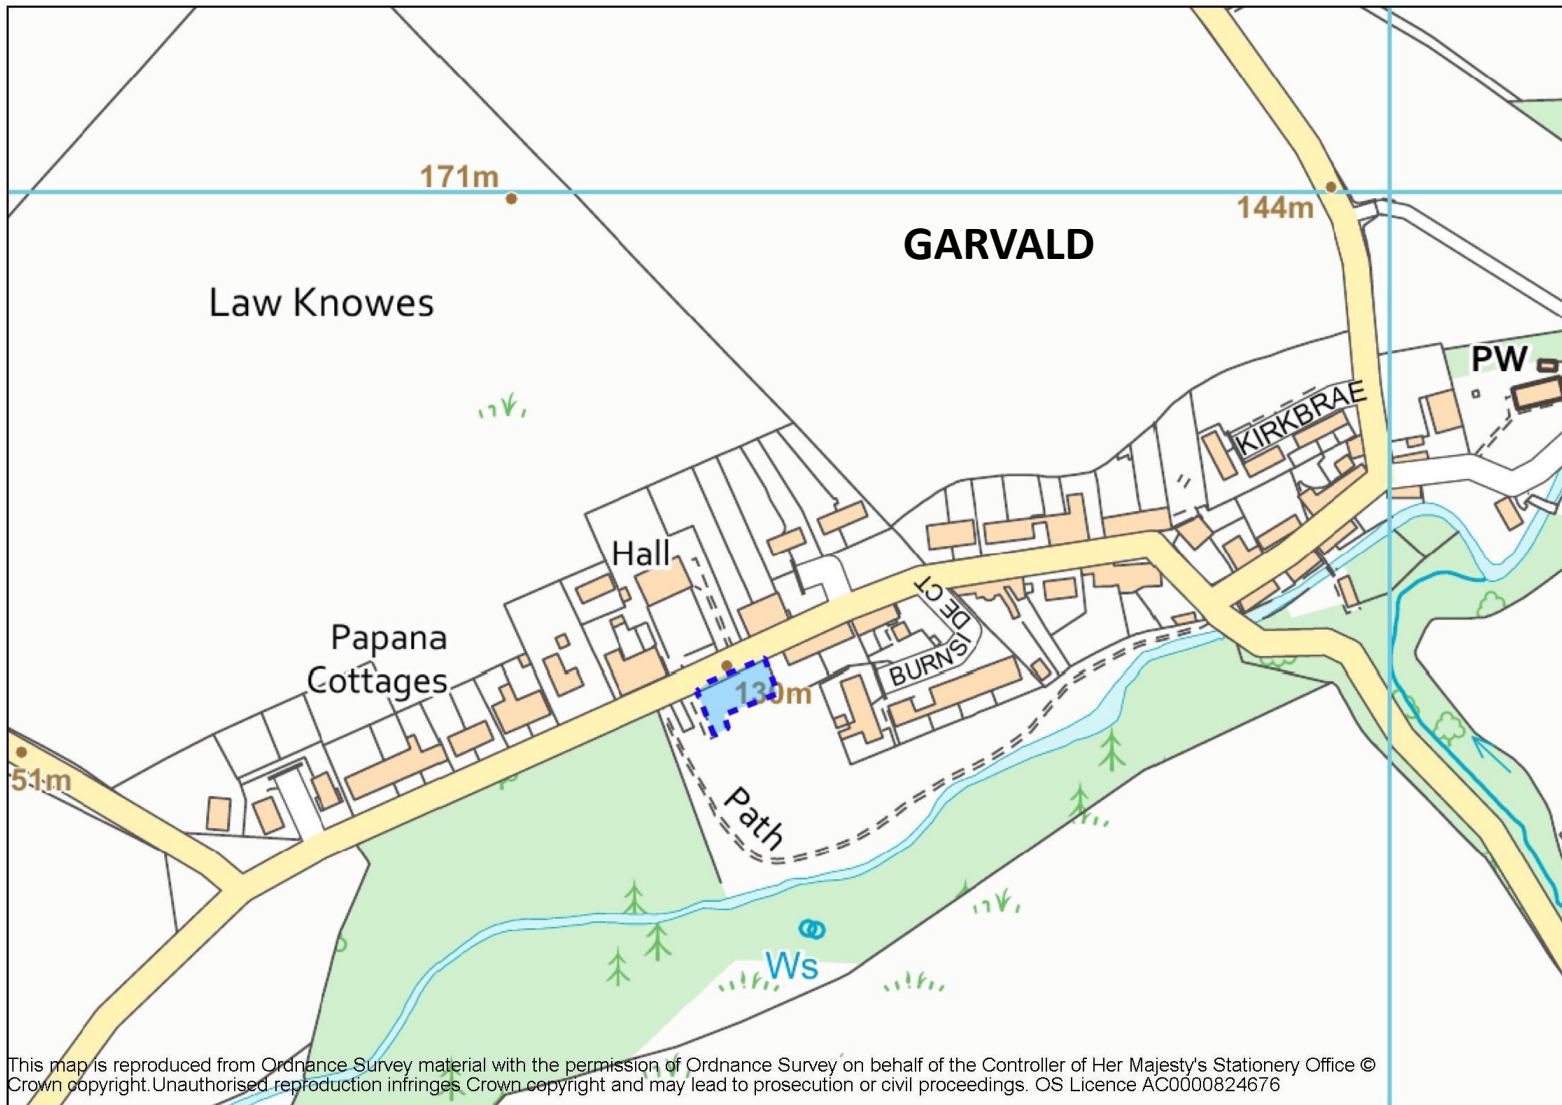 171m
144m
GARVALD
Law Knowes
PW
KIRKBRAE
Hall
BURNSIDE CT
Papana
Cottages
130m
51m
Path
Ws
This map is reproduced from Ordnance Survey material with the permission of Ordnance Survey on behalf of the Controller of Her Majesty's Stationery Office ©
Crown copyright.Unauthorised reproduction infringes Crown copyright and may lead to prosecution or civil proceedings. OS Licence AC0000824676